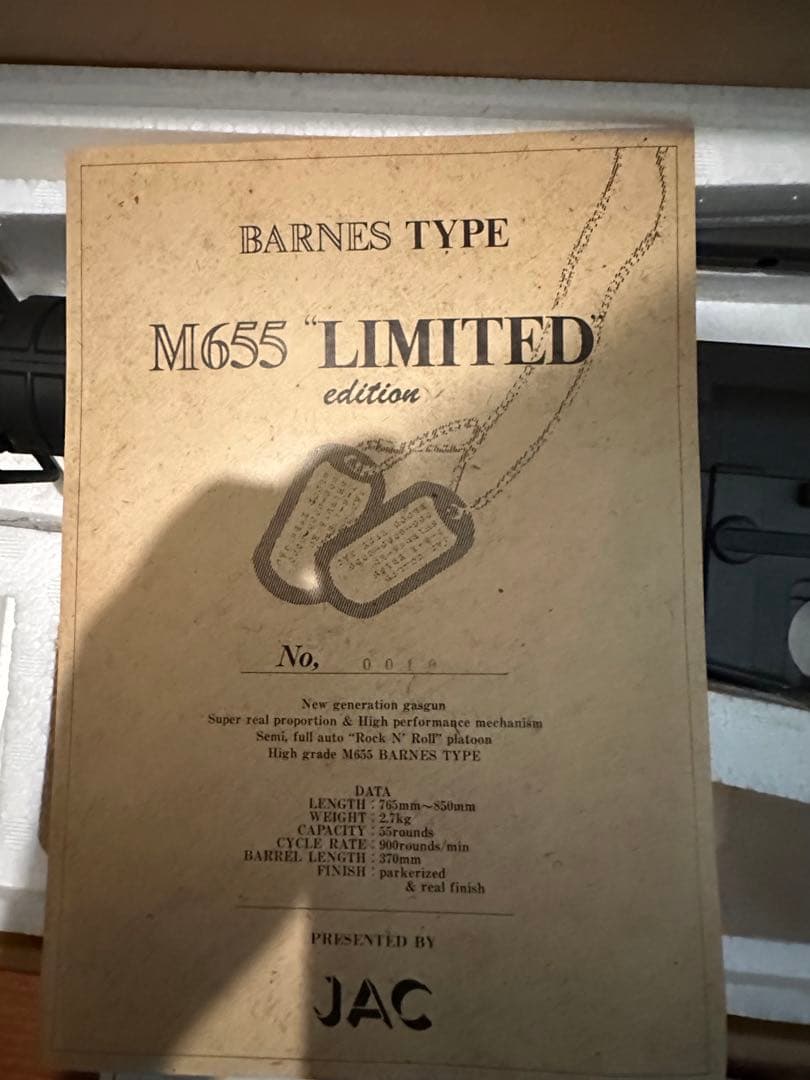 BARNES TYPE
M655 “LIMITED”
edition
No,
New generation gasgun
Super real proportion & High performance mechanism
Semi, full auto “Rock N’ Roll” platoon
High grade M655 BARNES TYPE
DATA
LENGTH : 765mm～850mm
WEIGHT : 2.7kg
CAPACITY : 55rounds
CYCLE RATE : 900rounds/min
BARREL LENGTH : 370mm
FINISH : parkerized
& real finish
PRESENTED BY
JAC